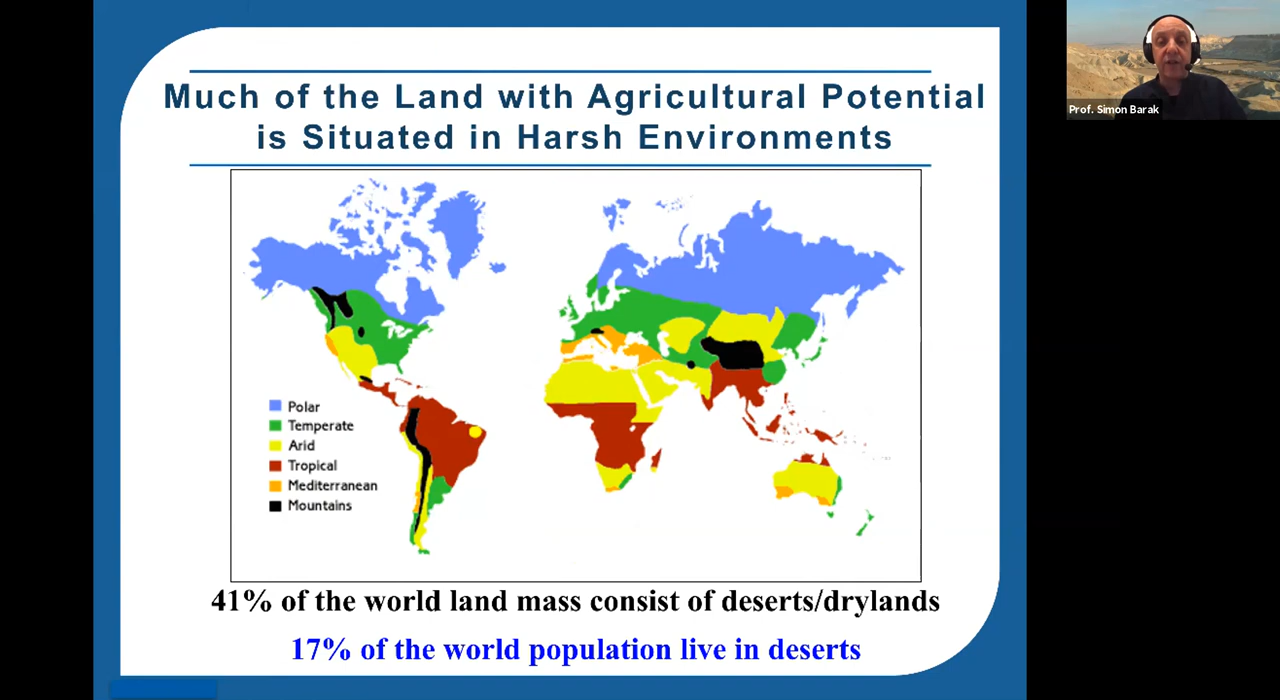 Much of the Land with Agricultural Potential
is Situated in Harsh Environments
Polar
Temperate
Arid
Tropical
Mediterranean
Mountains
41% of the world land mass consist of deserts/drylands
17% of the world population live in deserts
Prof. Simon Barak